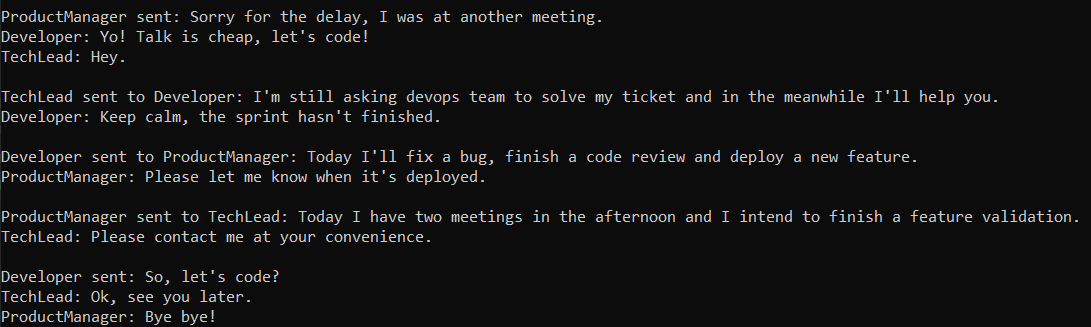 ProductManager sent: Sorry for the delay, I was at another meeting.
Developer: Yo! Talk is cheap, let's code!
TechLead: Hey.
TechLead sent to Developer: I'm still asking devops team to solve my ticket and in the meanwhile I'll help you.
Developer: Keep calm, the sprint hasn't finished.
Developer sent to ProductManager: Today I'll fix a bug, finish a code review and deploy a new feature.
ProductManager: Please let me know when it's deployed.
ProductManager sent to TechLead: Today I have two meetings in the afternoon and I intend to finish a feature validation.
TechLead: Please contact me at your convenience.
Developer sent: So, let's code?
TechLead: Ok, see you later.
ProductManager: Bye bye!